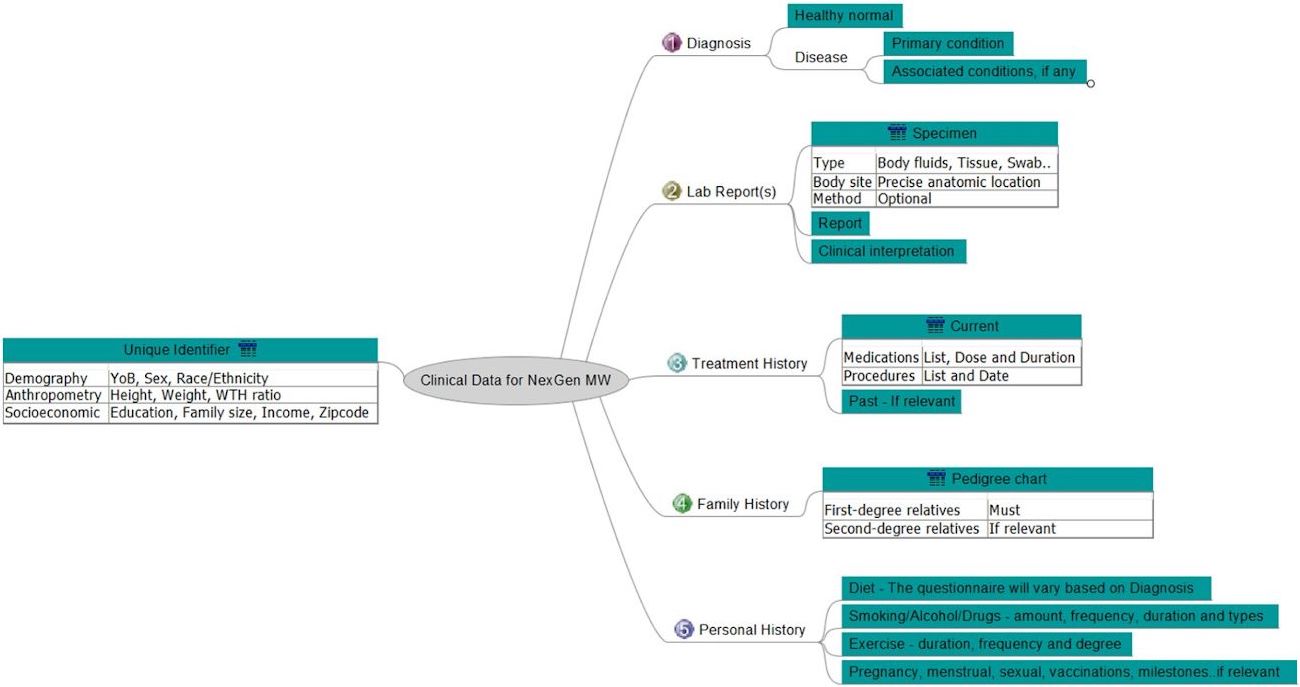 Unique Identifier
Demography YoB, Sex, Race/Ethnicity
Anthropometry Height, Weight, WTH ratio
Socioeconomic Education, Family size, Income, Zipcode
Clinical Data for NexGen MW
1 Diagnosis
Healthy normal
Disease
Primary condition
Associated conditions, if any
2 Lab Report(s)
Specimen
Type Body fluids, Tissue, Swab..
Body site Precise anatomic location
Method Optional
Report
Clinical interpretation
3 Treatment History
Current
Medications List, Dose and Duration
Procedures List and Date
Past - If relevant
4 Family History
Pedigree chart
First-degree relatives Must
Second-degree relatives If relevant
5 Personal History
Diet - The questionnaire will vary based on Diagnosis
Smoking/Alcohol/Drugs - amount, frequency, duration and types
Exercise - duration, frequency and degree
Pregnancy, menstrual, sexual, vaccinations, milestones..if relevant